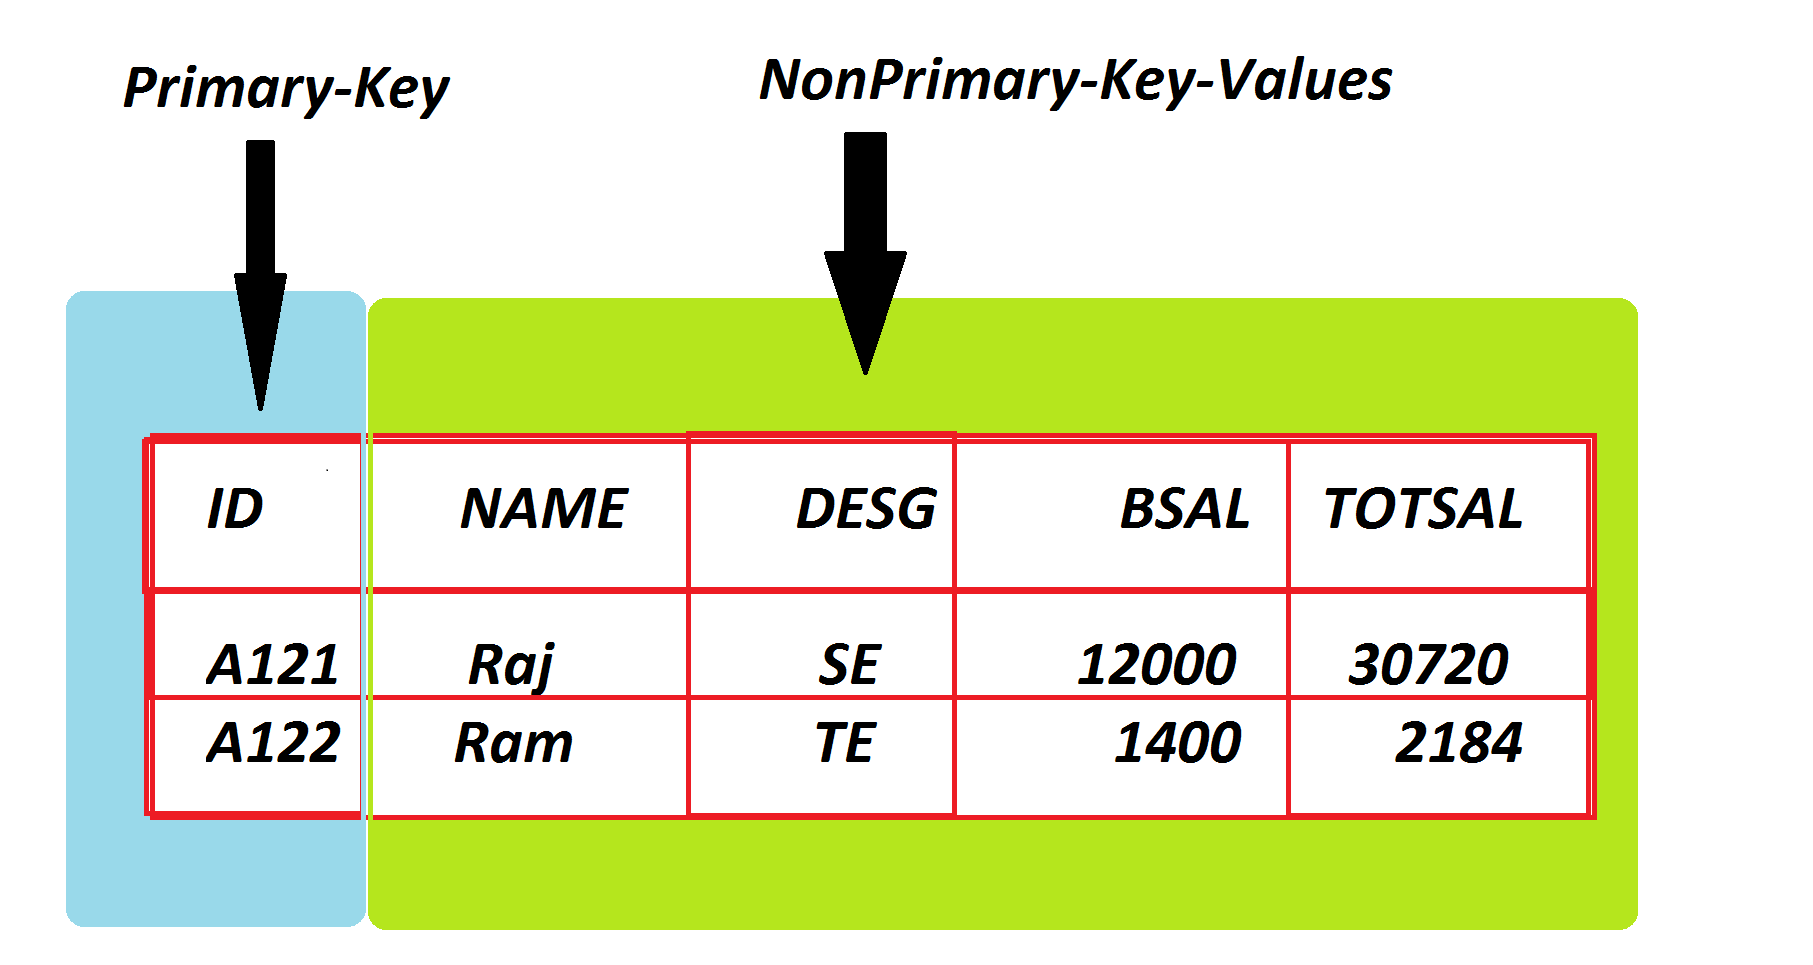 Primary-Key NonPrimary-Key-Values
ID NAME DESG BSAL TOTSAL
A121 Raj SE 12000 30720
A122 Ram TE 1400 2184